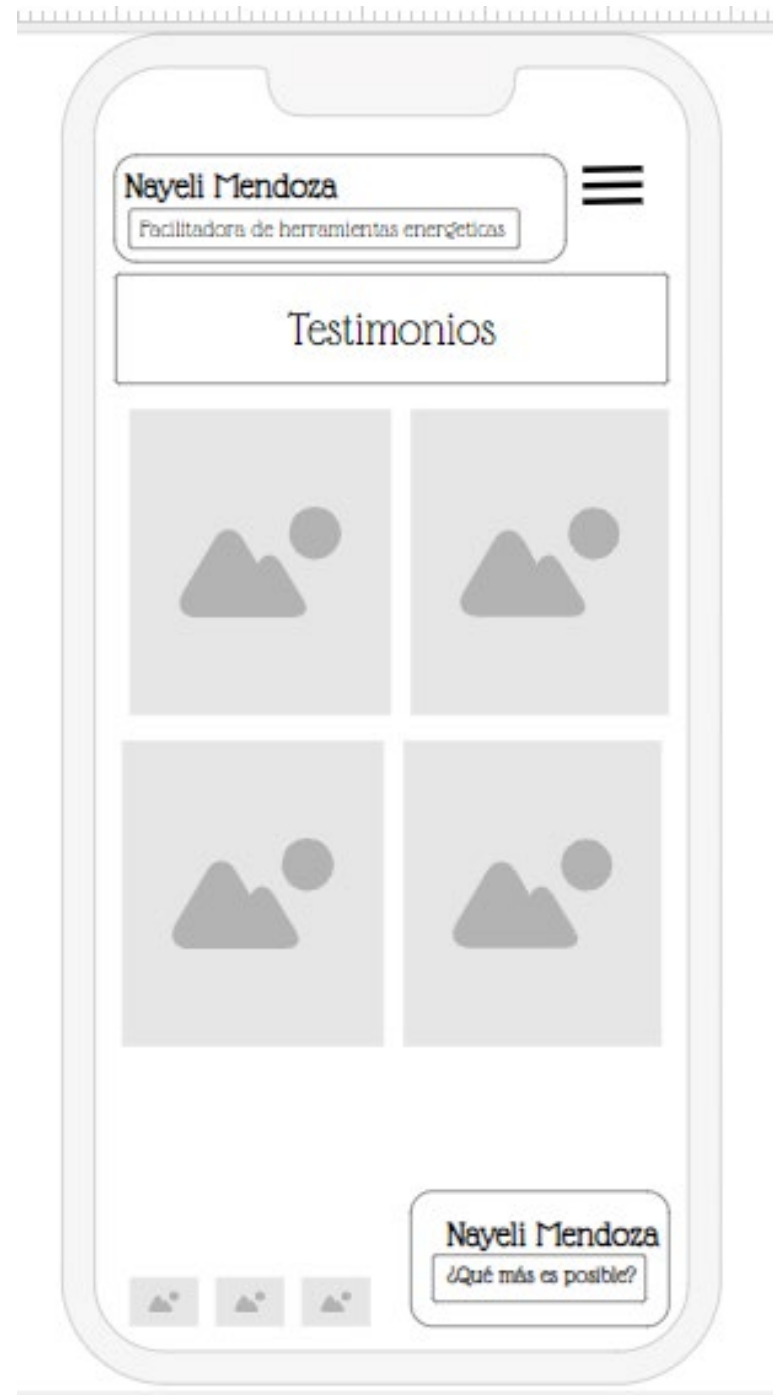 Nayeli Mendoza
Facilitadora de herramientas energeticas
Testimonios
Nayeli Mendoza
¿Qué más es posible?